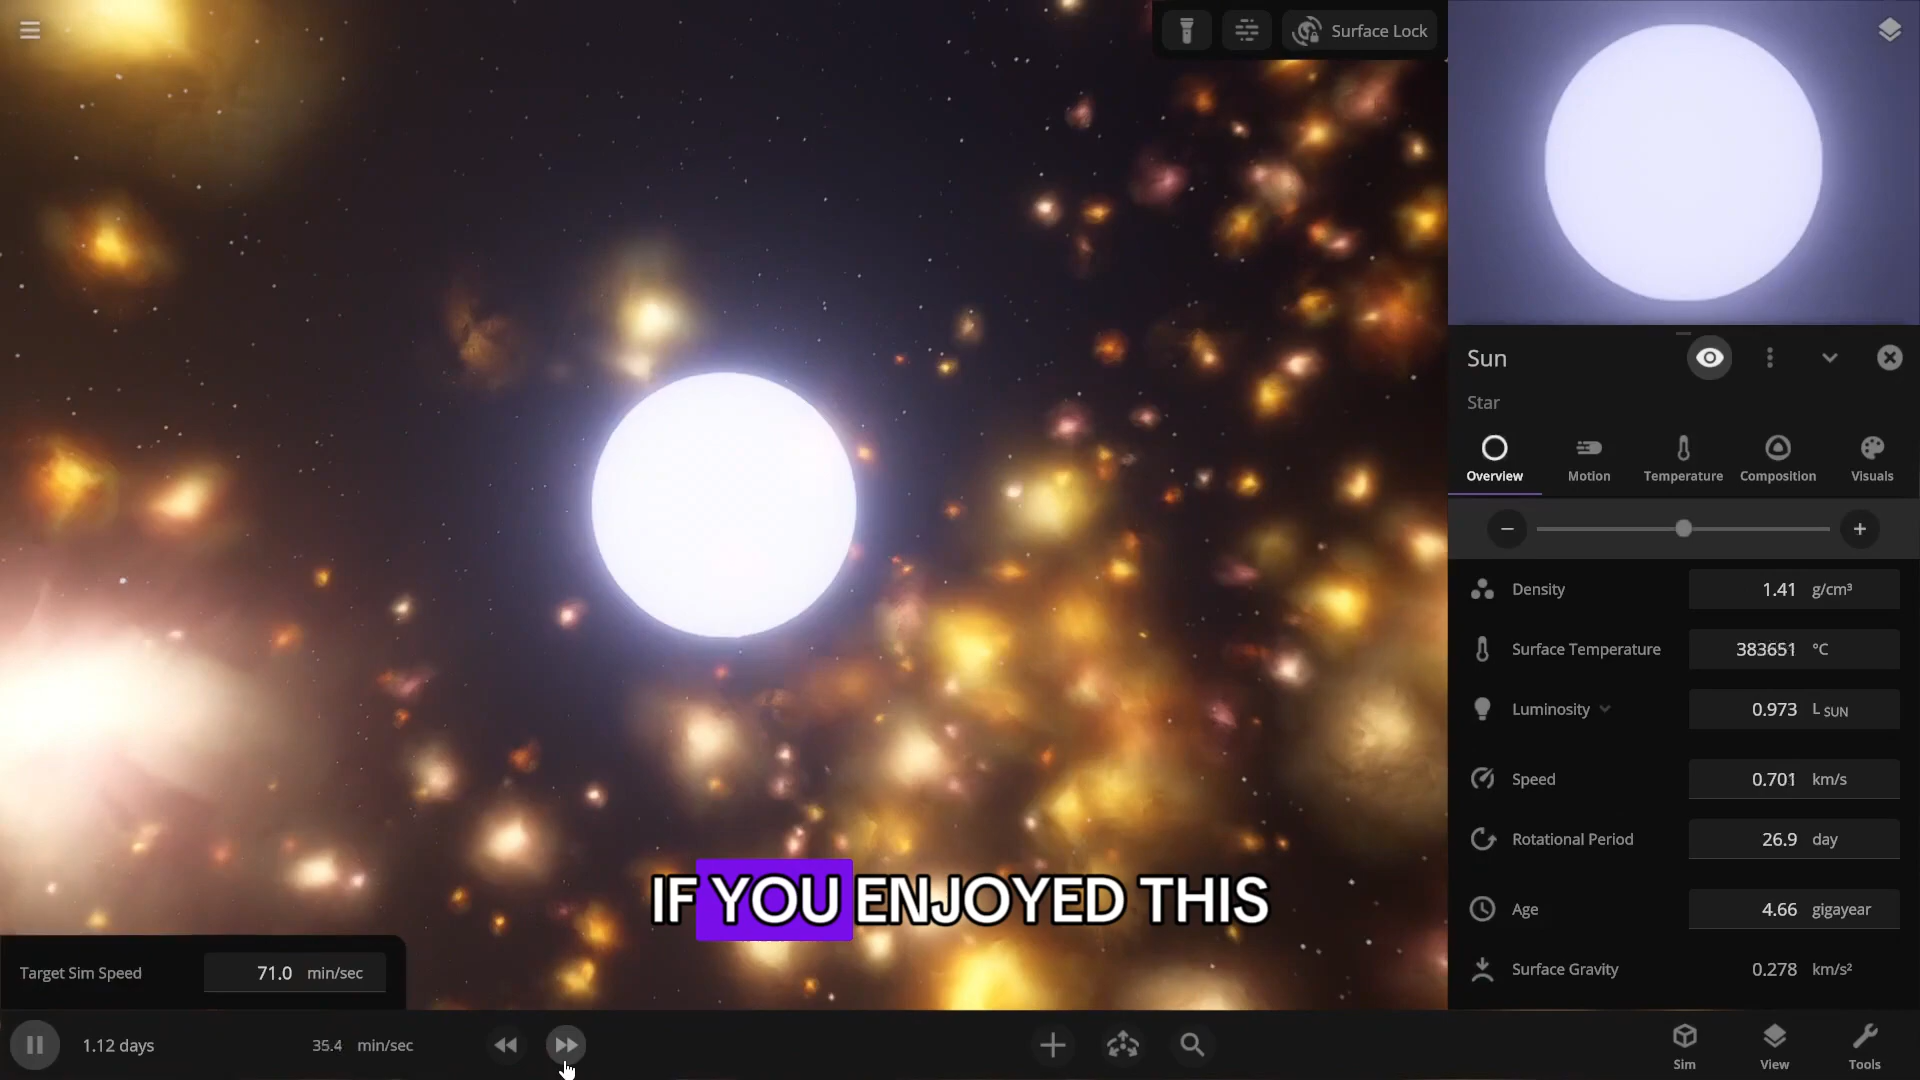 Surface Lock
Sun
Star
Overview
Motion
Temperature
Composition
Visuals
Density 1.41 g/cm³
Surface Temperature 383651 °C
Luminosity 0.973 L SUN
Speed 0.701 km/s
Rotational Period 26.9 day
Age 4.66 gigayear
Surface Gravity 0.278 km/s²
IF YOU ENJOYED THIS
Target Sim Speed 71.0 min/sec
1.12 days 35.4 min/sec
Sim
View
Tools